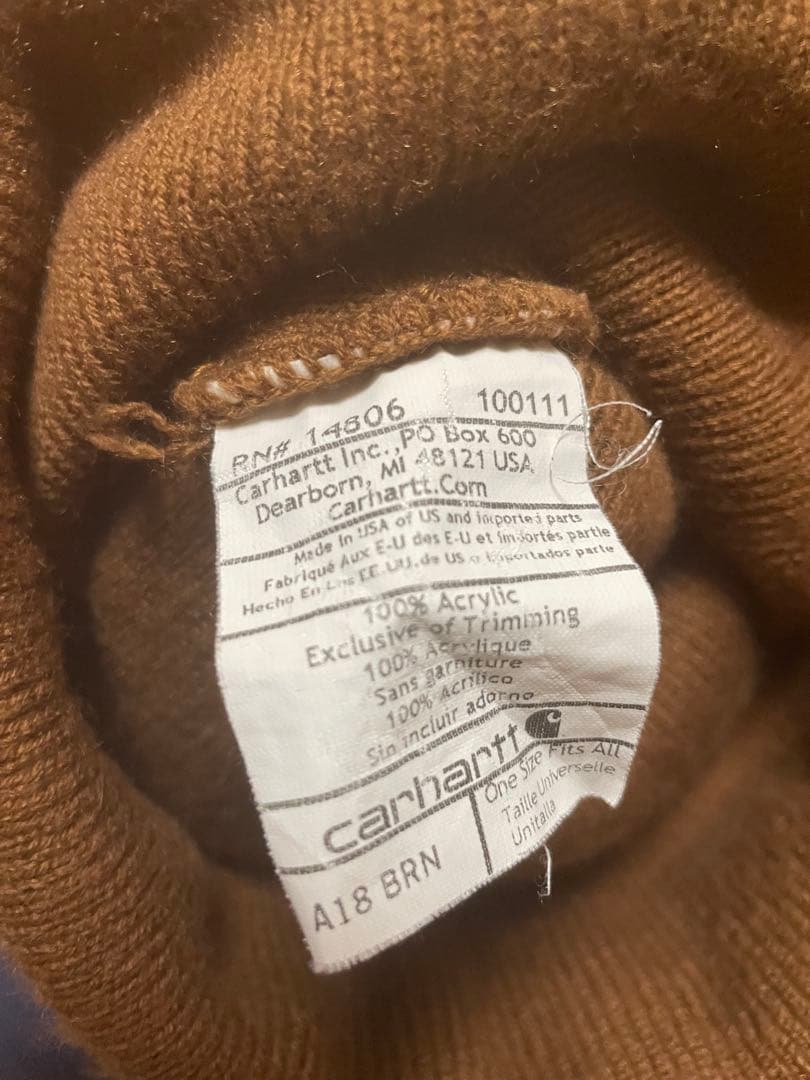 RN# 14806 100111
Carhartt Inc., PO Box 600
Dearborn, MI 48121 USA
Carhartt.Com
Made in USA of US and imported parts
Fabriqué Aux E-U des E-U et importés partie
Hecho En Los EE.UU. de US o importados parte
100% Acrylic
Exclusive of Trimming
100% Acrylique
Sans garniture
100% Acrílico
Sin incluir adorno
carhartt
A18 BRN
One Size Fits All
Taille Universelle
Unitalla